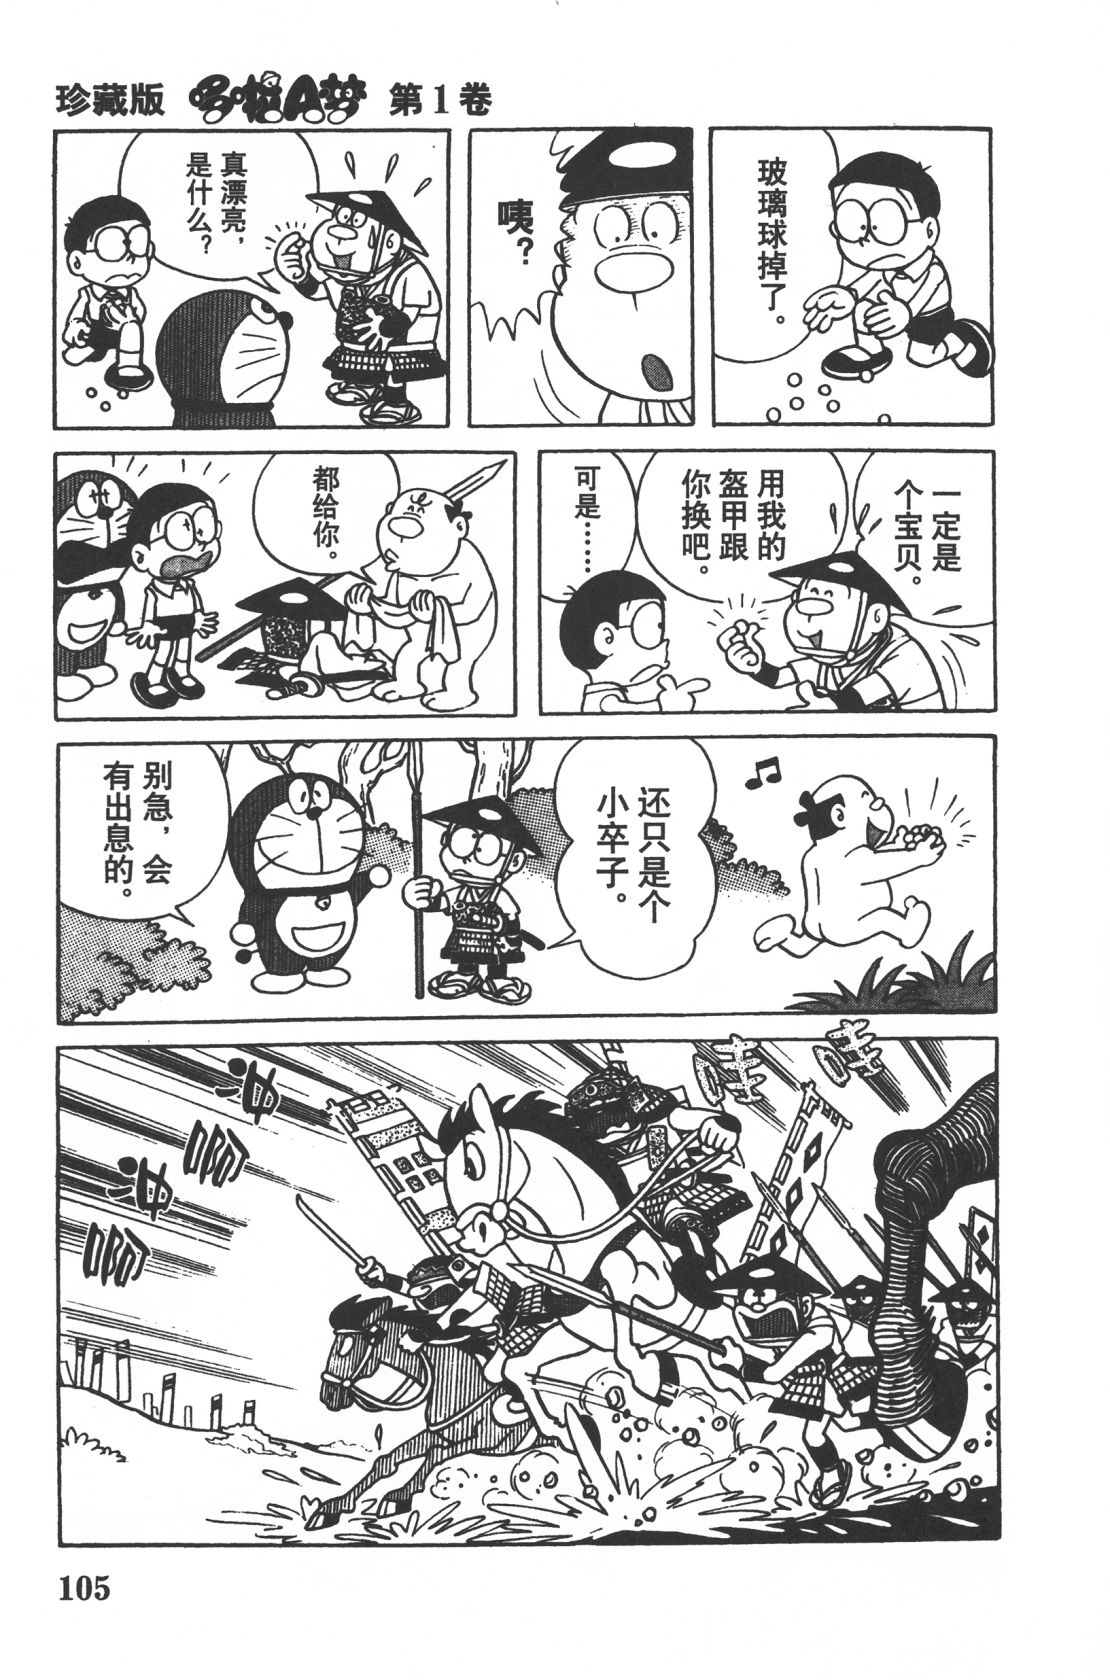 珍藏版 哆啦A梦 第1卷
玻璃球掉了。
咦？
真漂亮，
是什么？
一定是
个宝贝。
用我的
盔甲跟
你换吧。
可是……
都给你。
还只是个
小卒子。
别急，会
有出息的。
哇
哇
冲
啊
冲
啊
105